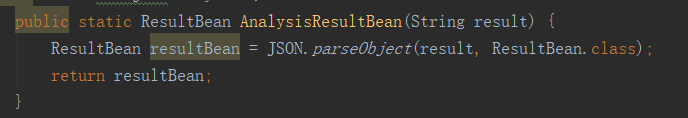 public static ResultBean AnalysisResultBean(String result) {
ResultBean resultBean = JSON.parseObject(result, ResultBean.class);
return resultBean;
}